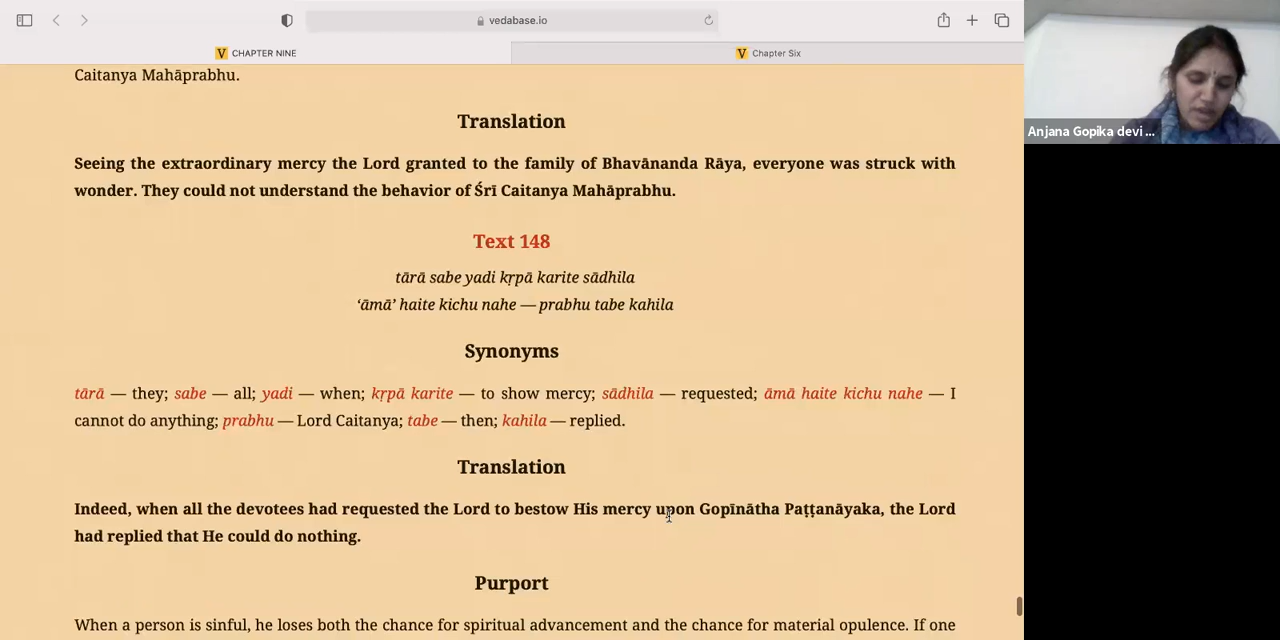 vedabase.io
V CHAPTER NINE
V Chapter Six
Caitanya Mahāprabhu.
Anjana Gopika devi ...
Translation
Seeing the extraordinary mercy the Lord granted to the family of Bhavānanda Rāya, everyone was struck with
wonder. They could not understand the behavior of Śrī Caitanya Mahāprabhu.
Text 148
tārā sabe yadi kṛpā karite sādhila
‘āmā’ haite kichu nahe — prabhu tabe kahila
Synonyms
tārā — they; sabe — all; yadi — when; kṛpā karite — to show mercy; sādhila — requested; āmā haite kichu nahe — I
cannot do anything; prabhu — Lord Caitanya; tabe — then; kahila — replied.
Translation
Indeed, when all the devotees had requested the Lord to bestow His mercy upon Gopīnātha Paṭṭanāyaka, the Lord
had replied that He could do nothing.
Purport
When a person is sinful, he loses both the chance for spiritual advancement and the chance for material opulence. If one